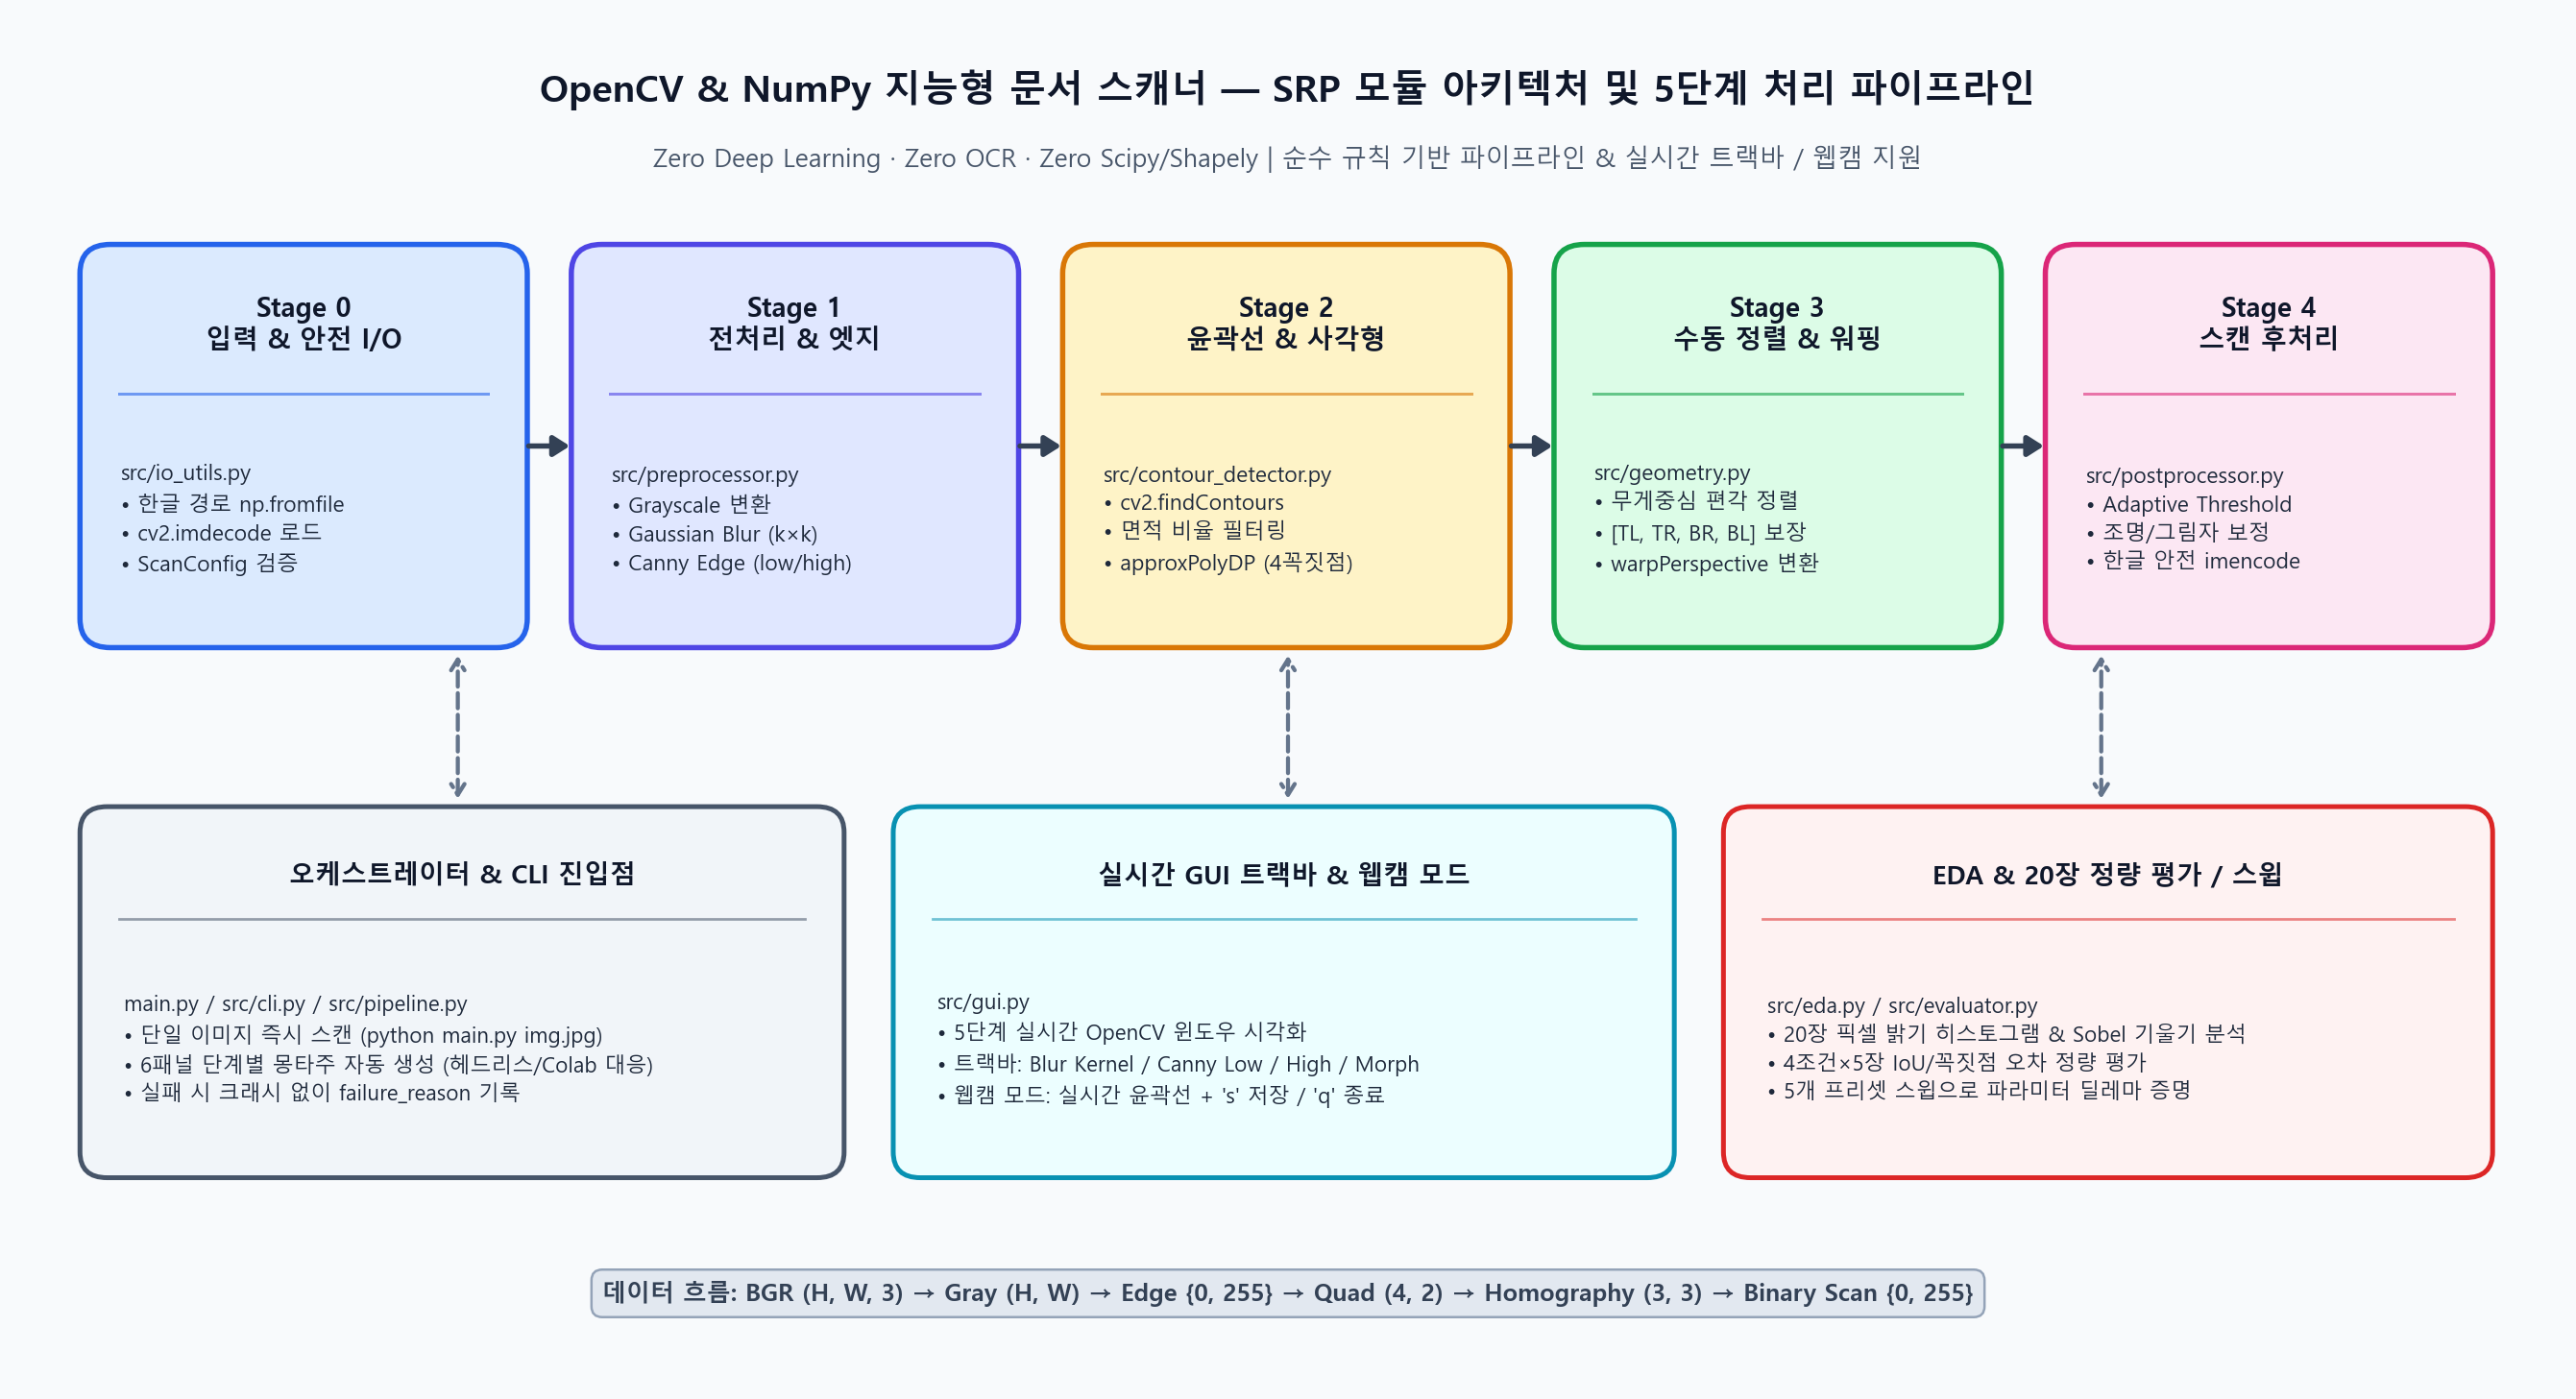 OpenCV & NumPy 지능형 문서 스캐너 — SRP 모듈 아키텍처 및 5단계 처리 파이프라인
Zero Deep Learning · Zero OCR · Zero Scipy/Shapely | 순수 규칙 기반 파이프라인 & 실시간 트랙바 / 웹캠 지원
Stage 0
입력 & 안전 I/O
src/io_utils.py
• 한글 경로 np.fromfile
• cv2.imdecode 로드
• ScanConfig 검증
Stage 1
전처리 & 엣지
src/preprocessor.py
• Grayscale 변환
• Gaussian Blur (k×k)
• Canny Edge (low/high)
Stage 2
윤곽선 & 사각형
src/contour_detector.py
• cv2.findContours
• 면적 비율 필터링
• approxPolyDP (4꼭짓점)
Stage 3
수동 정렬 & 워핑
src/geometry.py
• 무게중심 편각 정렬
• [TL, TR, BR, BL] 보장
• warpPerspective 변환
Stage 4
스캔 후처리
src/postprocessor.py
• Adaptive Threshold
• 조명/그림자 보정
• 한글 안전 imencode
오케스트레이터 & CLI 진입점
main.py / src/cli.py / src/pipeline.py
• 단일 이미지 즉시 스캔 (python main.py img.jpg)
• 6패널 단계별 몽타주 자동 생성 (헤드리스/Colab 대응)
• 실패 시 크래시 없이 failure_reason 기록
실시간 GUI 트랙바 & 웹캠 모드
src/gui.py
• 5단계 실시간 OpenCV 윈도우 시각화
• 트랙바: Blur Kernel / Canny Low / High / Morph
• 웹캠 모드: 실시간 윤곽선 + 's' 저장 / 'q' 종료
EDA & 20장 정량 평가 / 스윕
src/eda.py / src/evaluator.py
• 20장 픽셀 밝기 히스토그램 & Sobel 기울기 분석
• 4조건×5장 IoU/꼭짓점 오차 정량 평가
• 5개 프리셋 스윕으로 파라미터 딜레마 증명
데이터 흐름: BGR (H, W, 3) → Gray (H, W) → Edge {0, 255} → Quad (4, 2) → Homography (3, 3) → Binary Scan {0, 255}